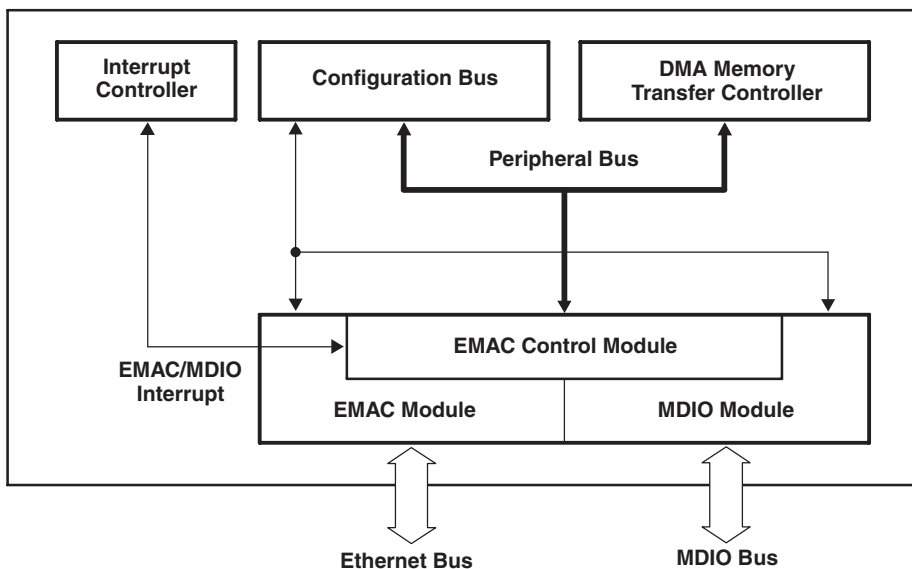 Interrupt
Controller
Configuration Bus
DMA Memory
Transfer Controller
Peripheral Bus
EMAC Control Module
EMAC/MDIO
Interrupt
EMAC Module
MDIO Module
Ethernet Bus
MDIO Bus